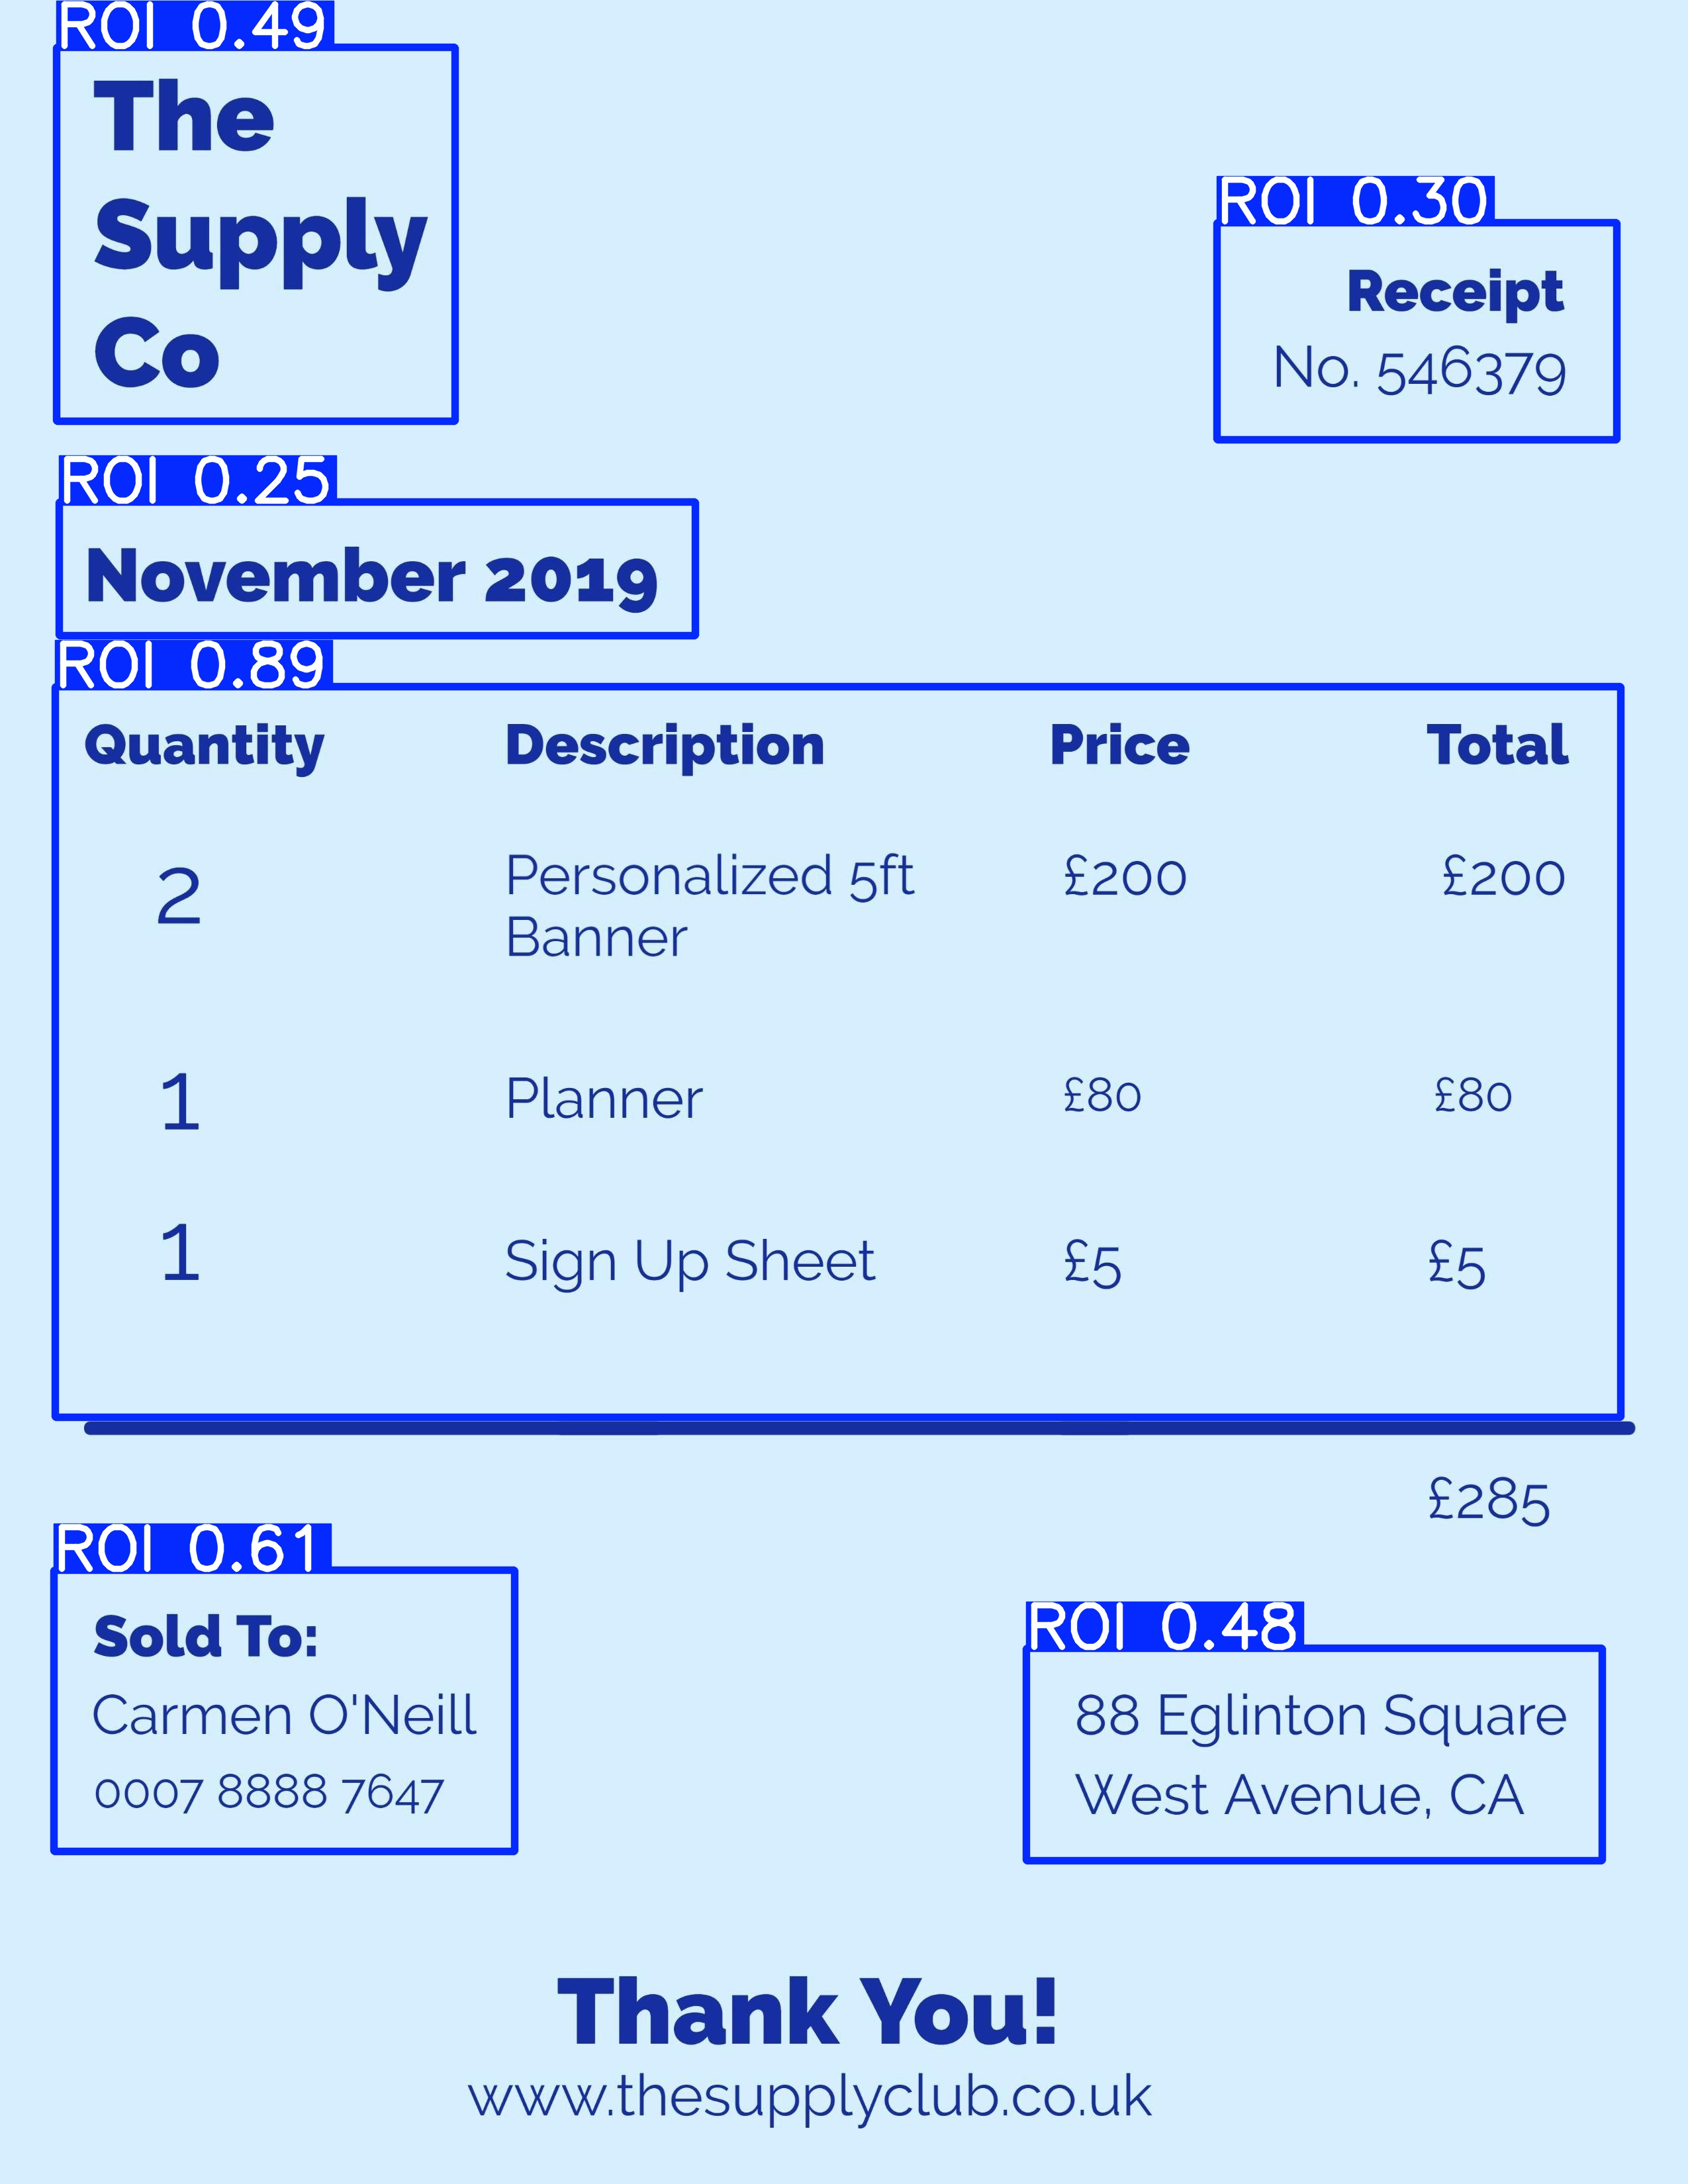 ROI 0.49
The
Supply
Co
ROI 0.30
Receipt
No. 546379
ROI 0.25
November 2019
ROI 0.89
Quantity Description Price Total
2 Personalized 5ft £200 £200
Banner
1 Planner £80 £80
1 Sign Up Sheet £5 £5
£285
ROI 0.61
Sold To:
Carmen O'Neill
0007 8888 7647
ROI 0.48
88 Eglinton Square
West Avenue, CA
Thank You!
www.thesupplyclub.co.uk